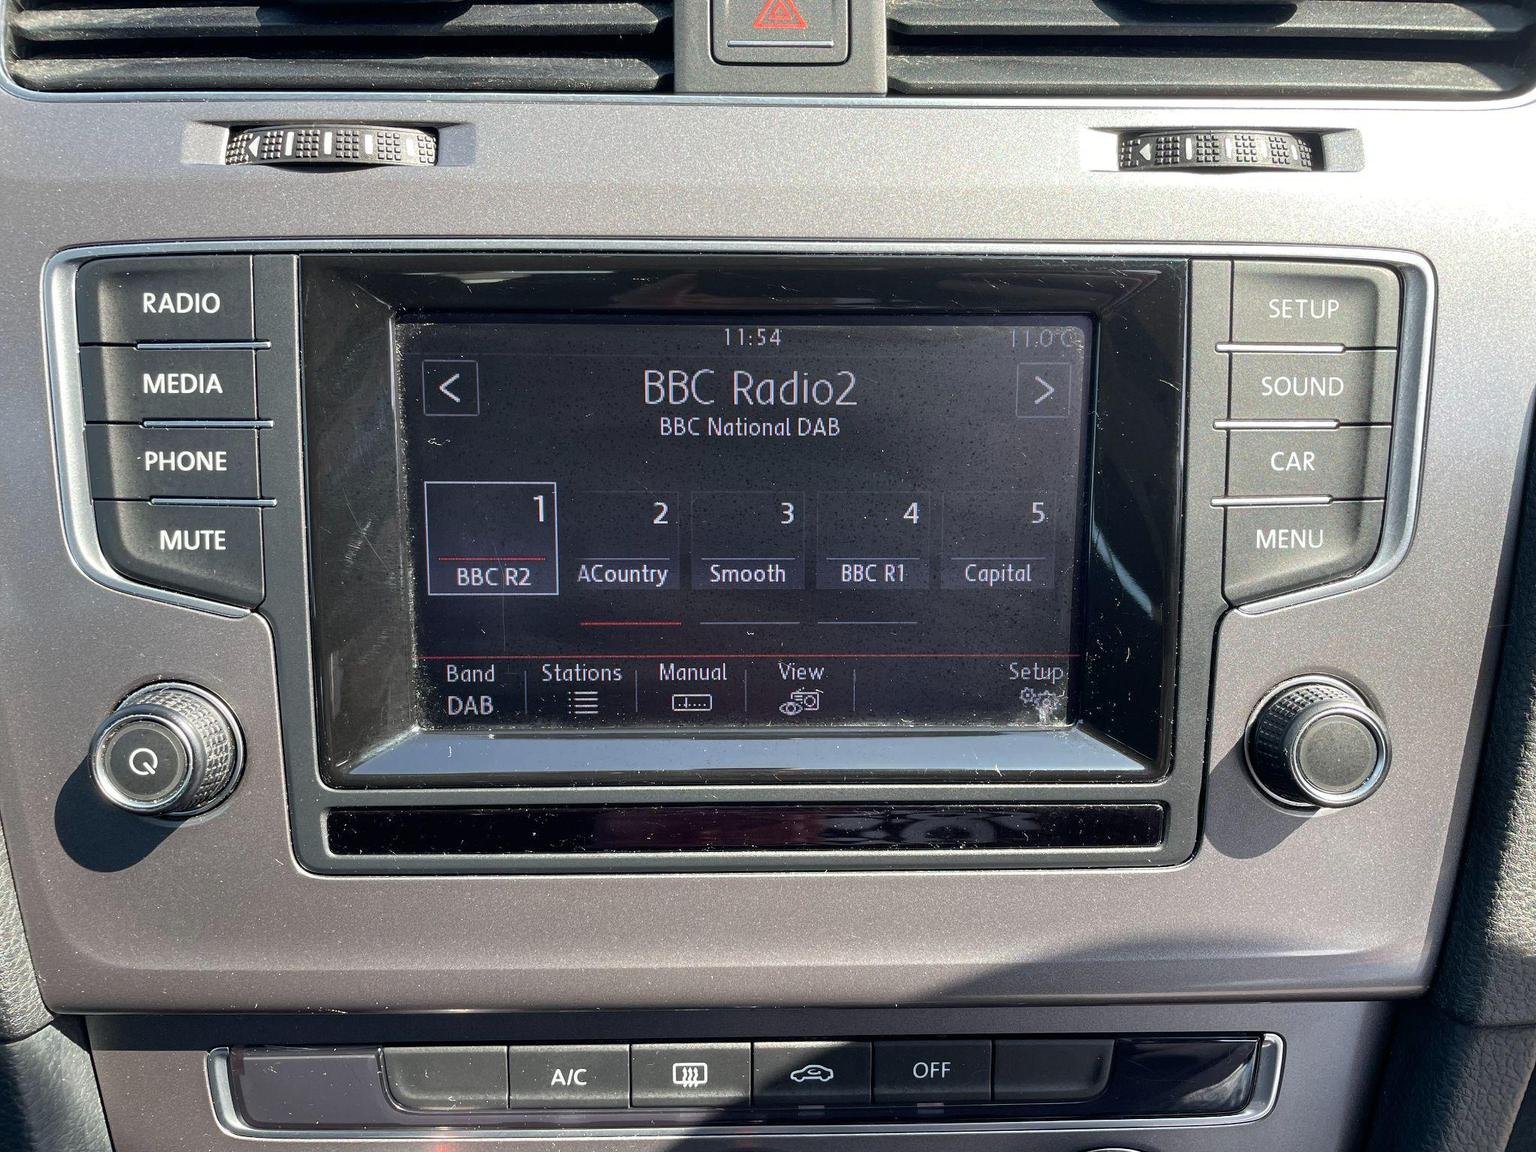 RADIO
MEDIA
PHONE
MUTE
11:54
11.0°C
BBC Radio2
BBC National DAB
1
2
3
4
5
BBC R2
ACountry
Smooth
BBC R1
Capital
Band
Stations
Manual
View
Setup
DAB
SETUP
SOUND
CAR
MENU
A/C
OFF